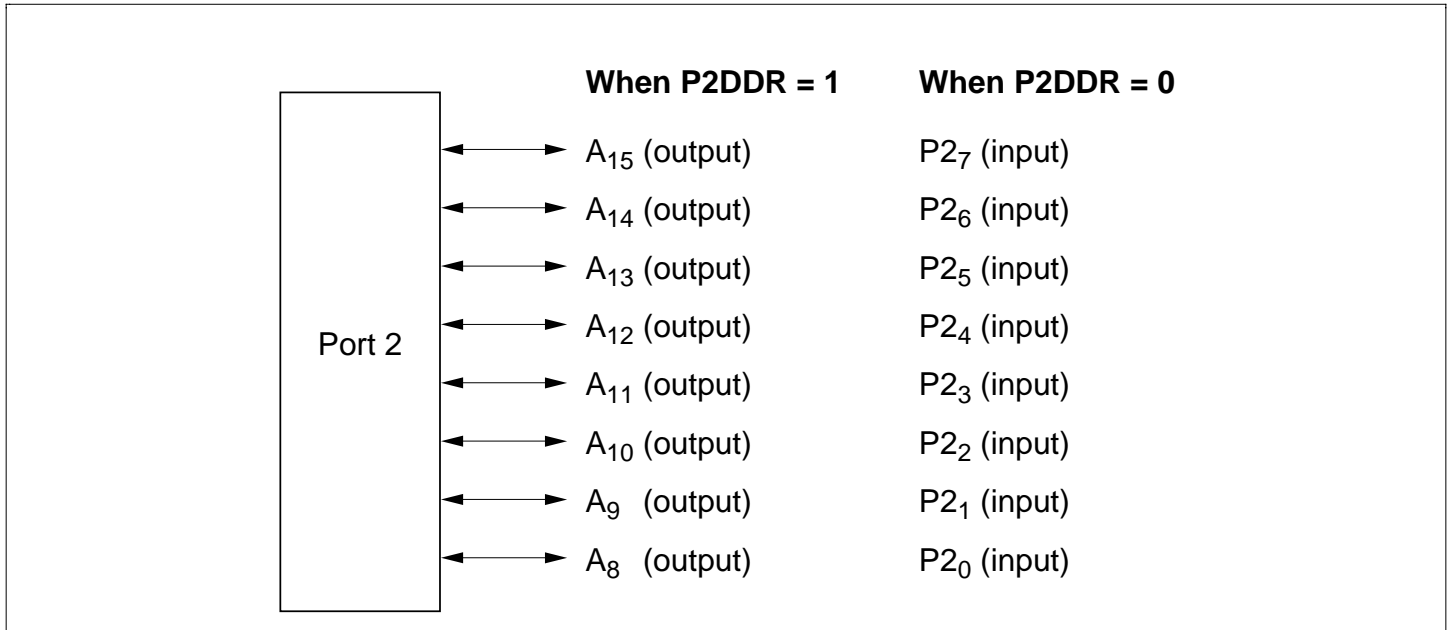 When P2DDR = 1 When P2DDR = 0
A15 (output) P27 (input)
A14 (output) P26 (input)
A13 (output) P25 (input)
A12 (output) P24 (input)
Port 2
A11 (output) P23 (input)
A10 (output) P22 (input)
A9 (output) P21 (input)
A8 (output) P20 (input)